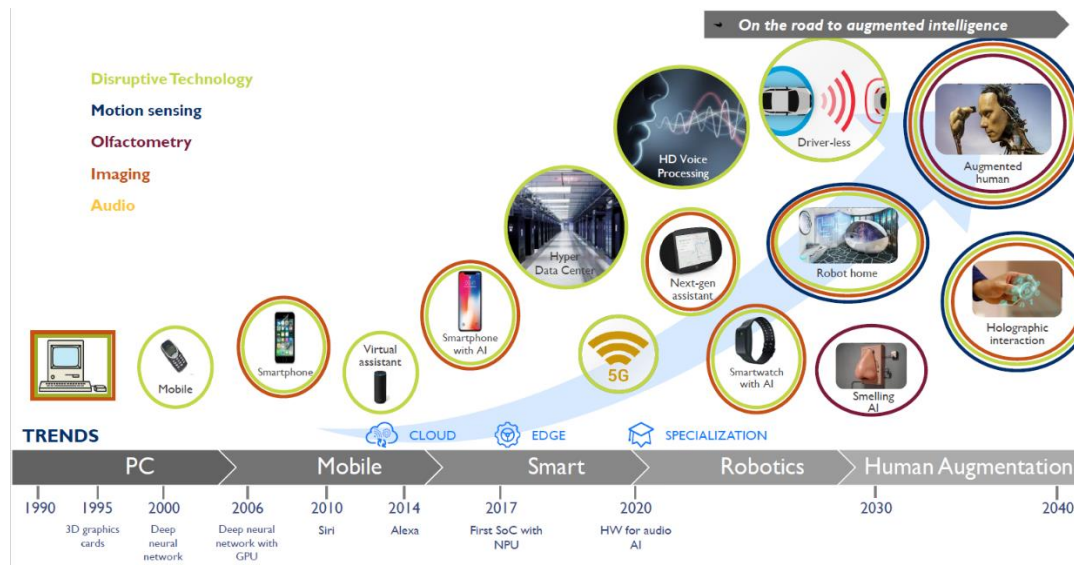 On the road to augmented intelligence
Disruptive Technology
Motion sensing
Olfactometry
Imaging
Audio
HD Voice
Processing
Driver-less
Augmented
human
Hyper
Data Center
Next-gen
assistant
Robot home
Smartphone
with AI
Holographic
interaction
Mobile
Smartphone
Virtual
assistant
5G
Smartwatch
with AI
Smelling
AI
TRENDS
CLOUD
EDGE
SPECIALIZATION
PC
Mobile
Smart
Robotics
Human Augmentation
1990
1995
2000
2006
2010
2014
2017
2020
2030
2040
3D graphics
cards
Deep
neural
network
Deep neural
network with
GPU
Siri
Alexa
First SoC with
NPU
HW for audio
AI